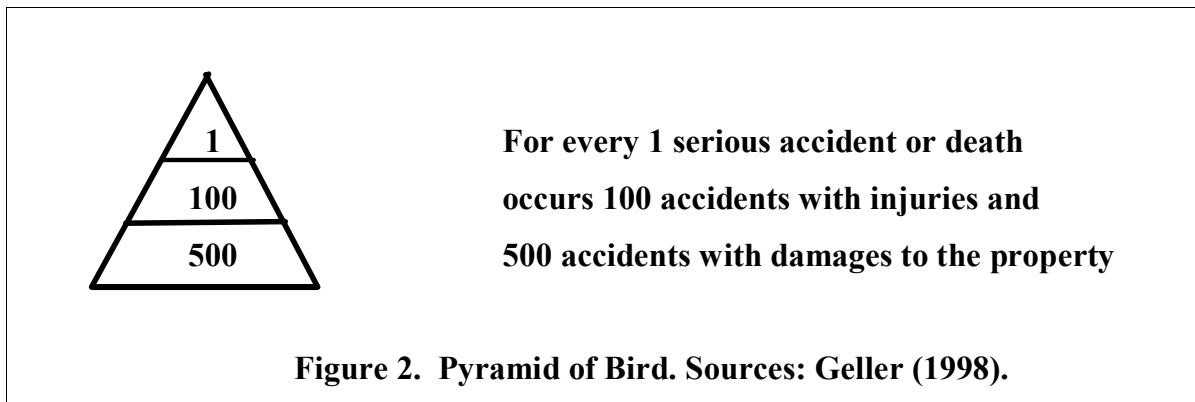 1
For every 1 serious accident or death
100
occurs 100 accidents with injuries and
500
500 accidents with damages to the property
Figure 2. Pyramid of Bird. Sources: Geller (1998).